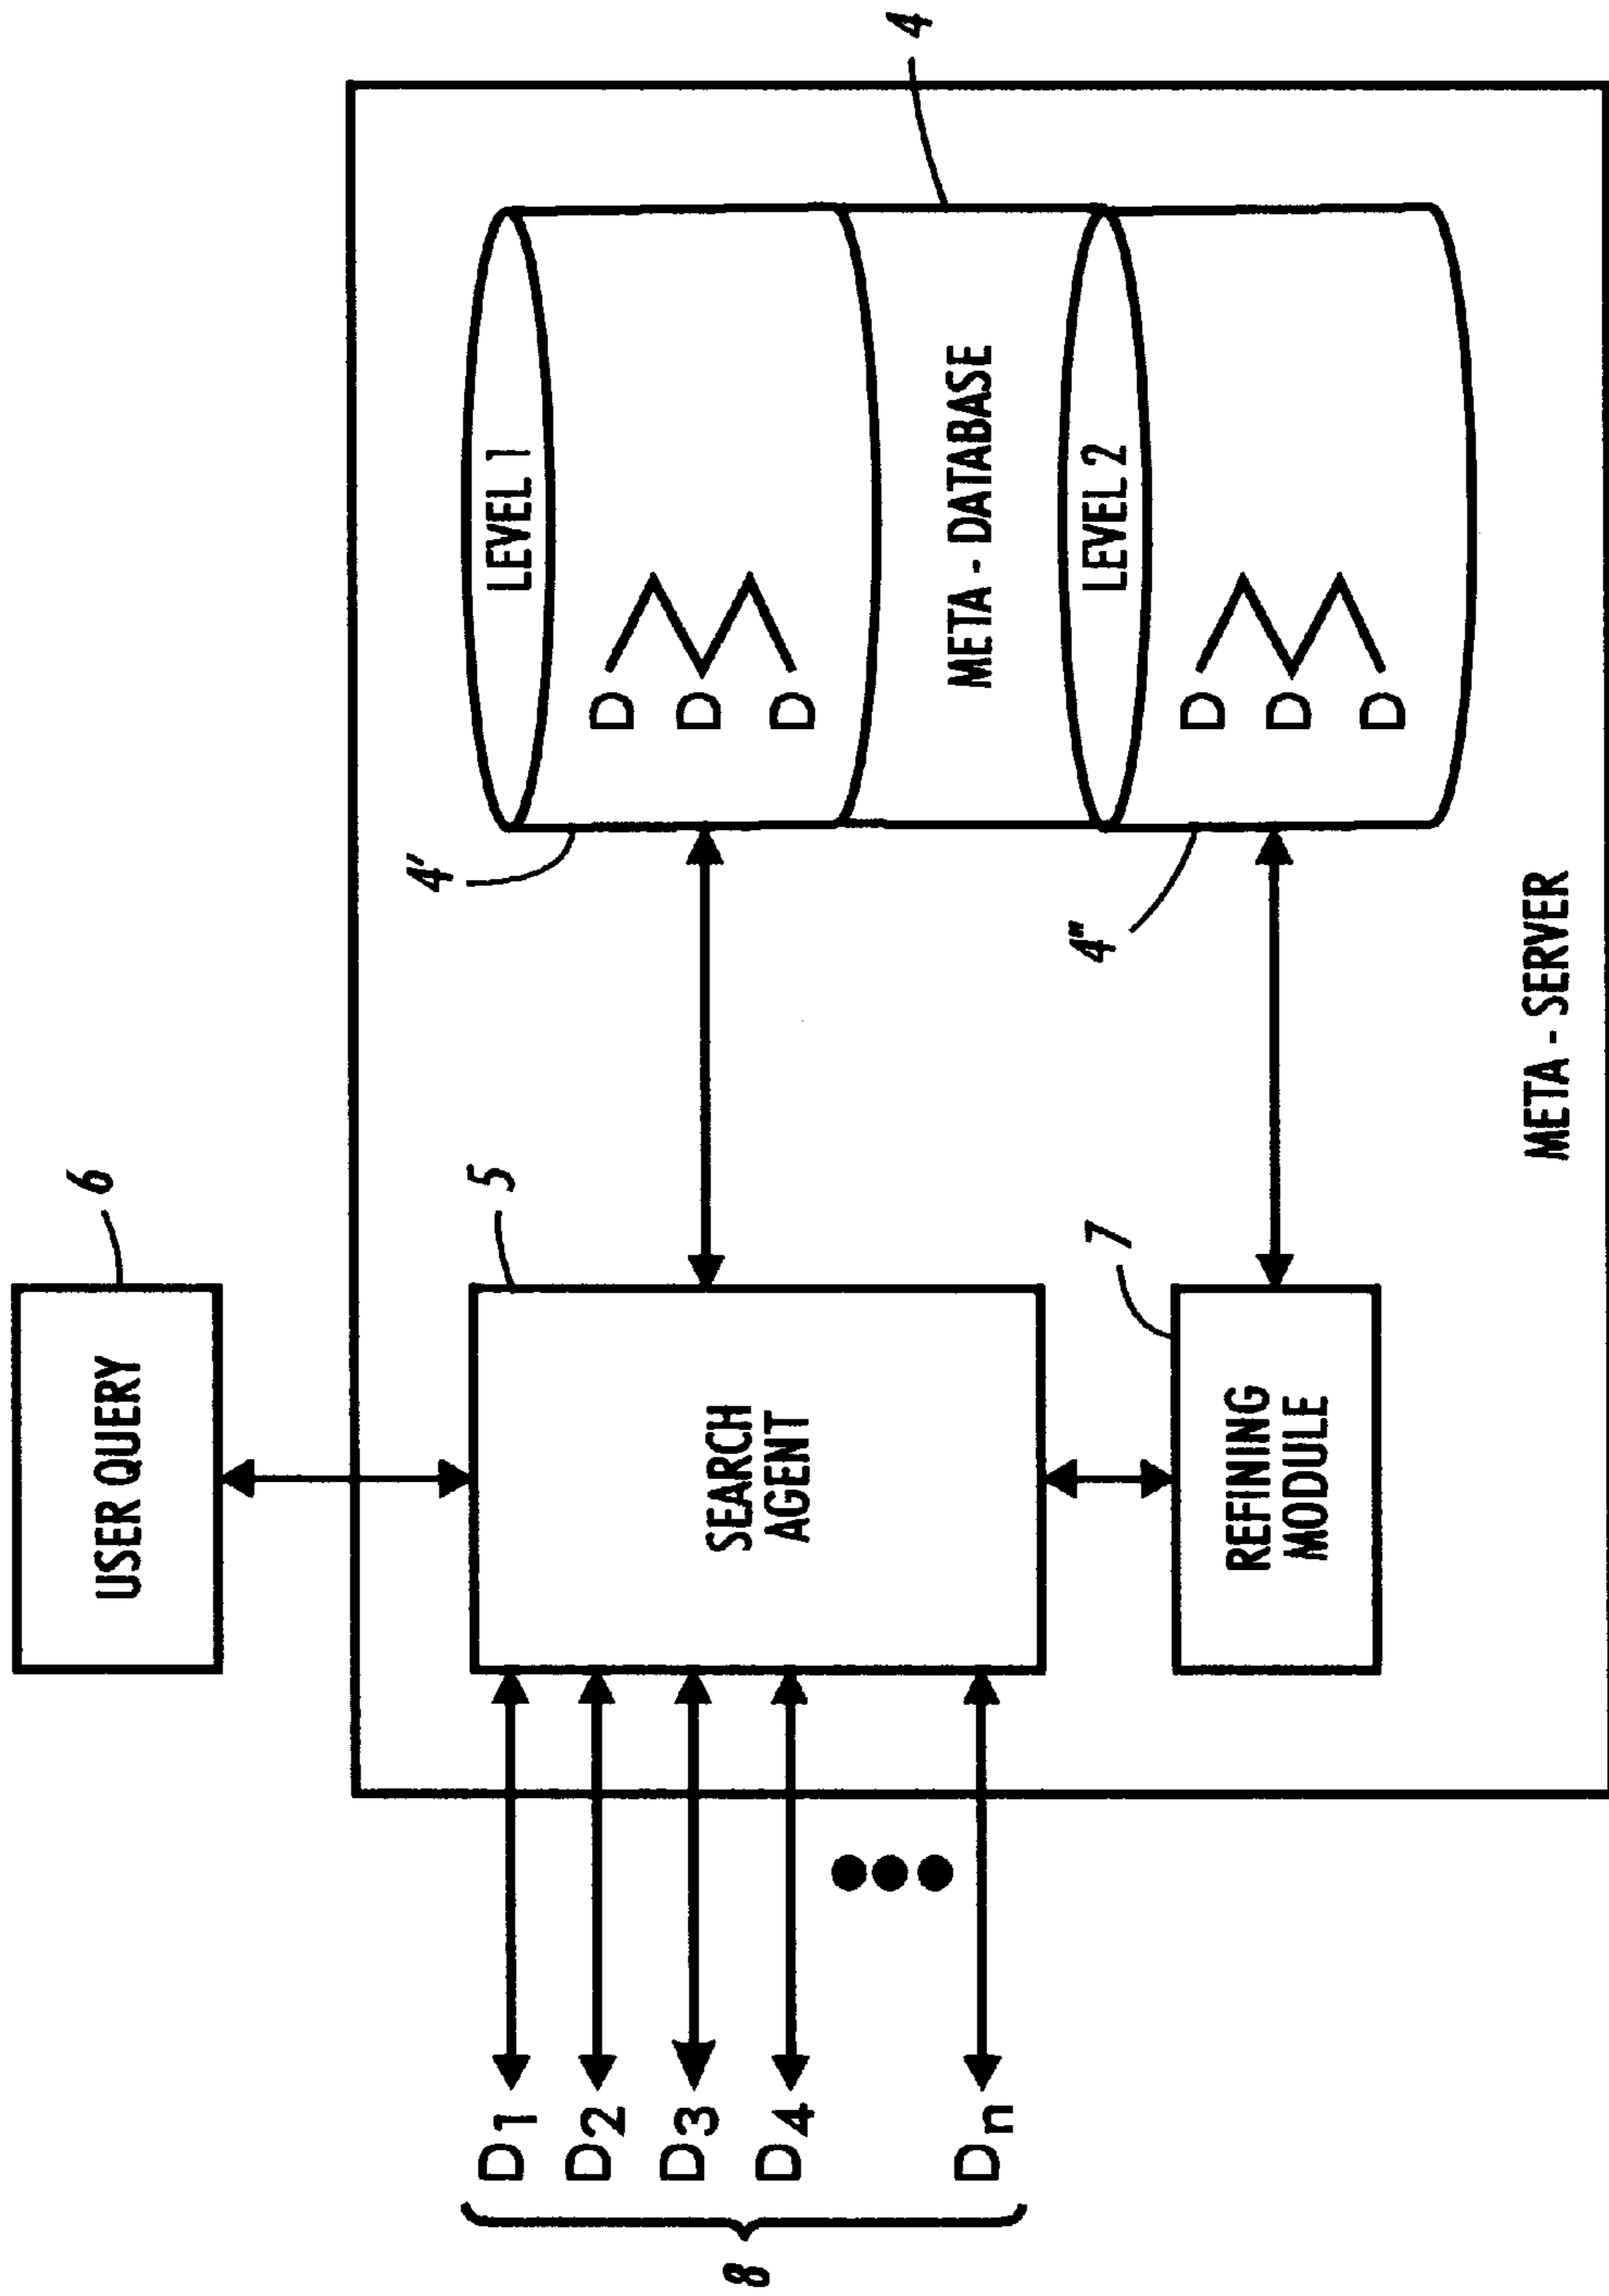 6
USER QUERY
4
5
SEARCH
AGENT
4'
LEVEL 1
D
D
D
META - DATABASE
D1
D2
D3
D4
Dn
8
7
REFINING
MODULE
4"
LEVEL 2
D
D
D
META - SERVER